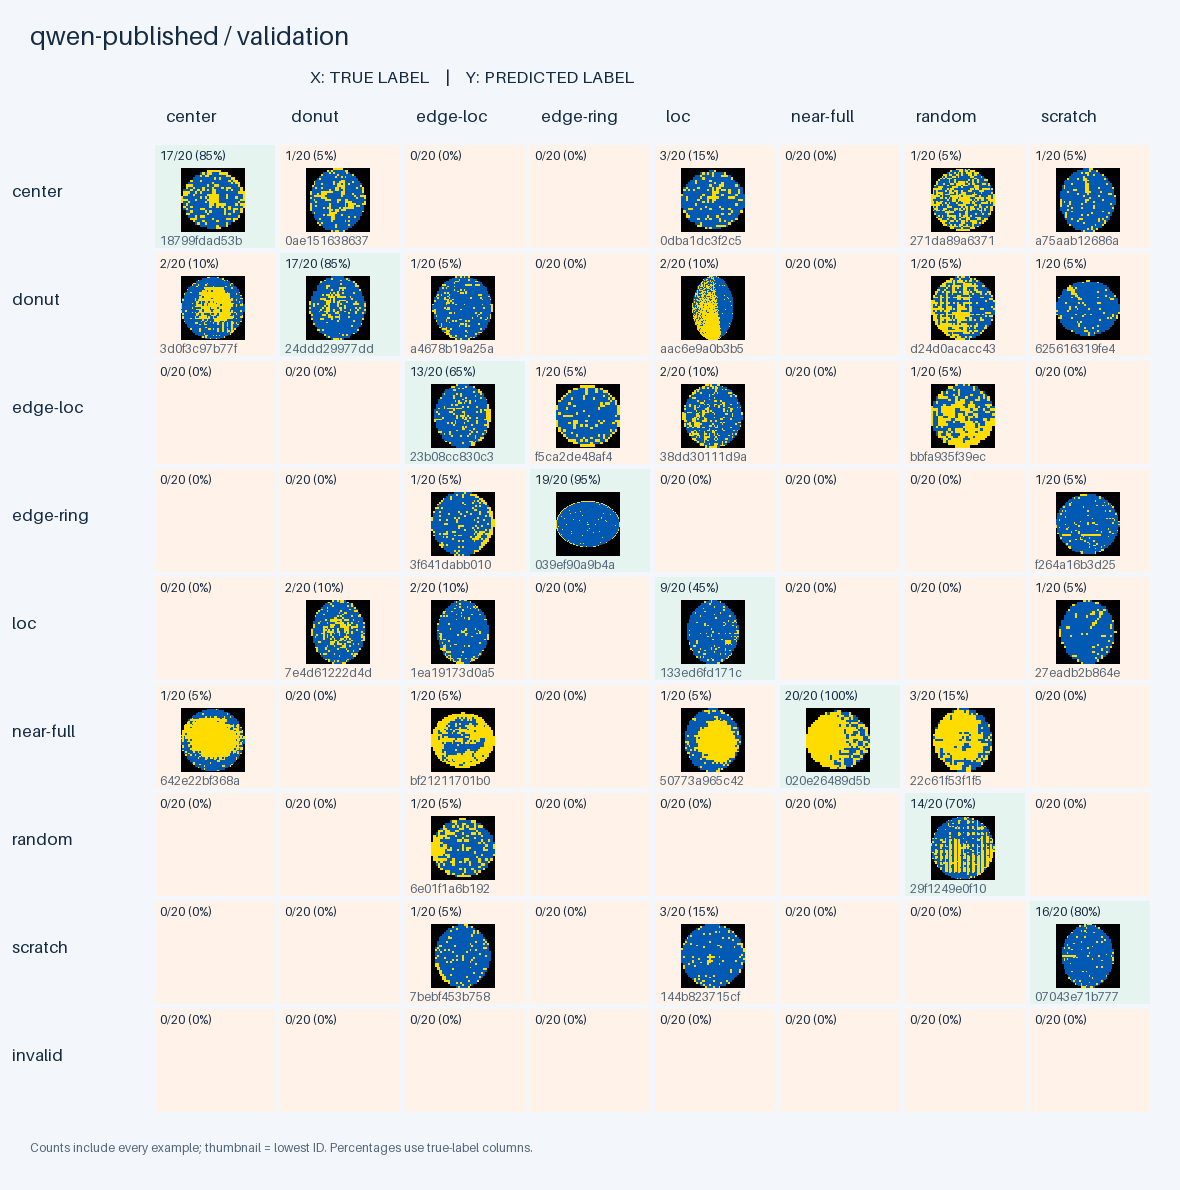 qwen-published / validation
X: TRUE LABEL | Y: PREDICTED LABEL
center donut edge-loc edge-ring loc near-full random scratch
center
17/20 (85%) 1/20 (5%) 0/20 (0%) 0/20 (0%) 3/20 (15%) 0/20 (0%) 1/20 (5%) 1/20 (5%)
18799fdad53b 0ae151638637 0dba1dc3f2c5 271da89a6371 a75aab12686a
donut
2/20 (10%) 17/20 (85%) 1/20 (5%) 0/20 (0%) 2/20 (10%) 0/20 (0%) 1/20 (5%) 1/20 (5%)
3d0f3c97b77f 24ddd29977dd a4678b19a25a aac6e9a0b3b5 d24d0acacc43 625616319fe4
edge-loc
0/20 (0%) 0/20 (0%) 13/20 (65%) 1/20 (5%) 2/20 (10%) 0/20 (0%) 1/20 (5%) 0/20 (0%)
23b08cc830c3 f5ca2de48af4 38dd30111d9a bbfa935f39ec
edge-ring
0/20 (0%) 0/20 (0%) 1/20 (5%) 19/20 (95%) 0/20 (0%) 0/20 (0%) 0/20 (0%) 1/20 (5%)
3f641dabb010 039ef90a9b4a f264a16b3d25
loc
0/20 (0%) 2/20 (10%) 2/20 (10%) 0/20 (0%) 9/20 (45%) 0/20 (0%) 0/20 (0%) 1/20 (5%)
7e4d61222d4d 1ea19173d0a5 133ed6fd171c 27eadb2b864e
near-full
1/20 (5%) 0/20 (0%) 1/20 (5%) 0/20 (0%) 1/20 (5%) 20/20 (100%) 3/20 (15%) 0/20 (0%)
642e22bf368a bf21211701b0 50773a965c42 020e26489d5b 22c61f53f1f5
random
0/20 (0%) 0/20 (0%) 1/20 (5%) 0/20 (0%) 0/20 (0%) 0/20 (0%) 14/20 (70%) 0/20 (0%)
6e01f1a6b192 29f1249e0f10
scratch
0/20 (0%) 0/20 (0%) 1/20 (5%) 0/20 (0%) 3/20 (15%) 0/20 (0%) 0/20 (0%) 16/20 (80%)
7bebf453b758 144b823715cf 07043e71b777
invalid
0/20 (0%) 0/20 (0%) 0/20 (0%) 0/20 (0%) 0/20 (0%) 0/20 (0%) 0/20 (0%) 0/20 (0%)
Counts include every example; thumbnail = lowest ID. Percentages use true-label columns.